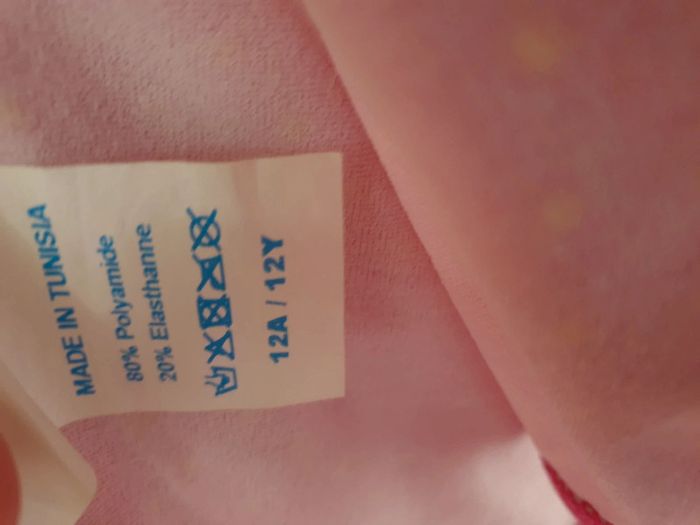 MADE IN TUNISIA
80% Polyamide
20% Elasthanne
12A / 12Y